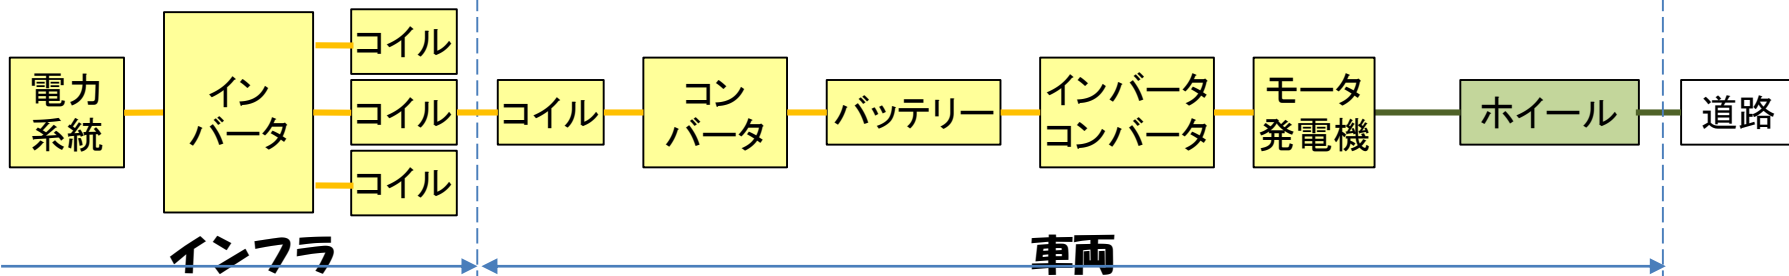 電力
系統
イン
バータ
コイル
コイル
コイル
コイル
コン
バータ
バッテリー
インバータ
コンバータ
モータ
発電機
ホイール
道路
インフラ
車両